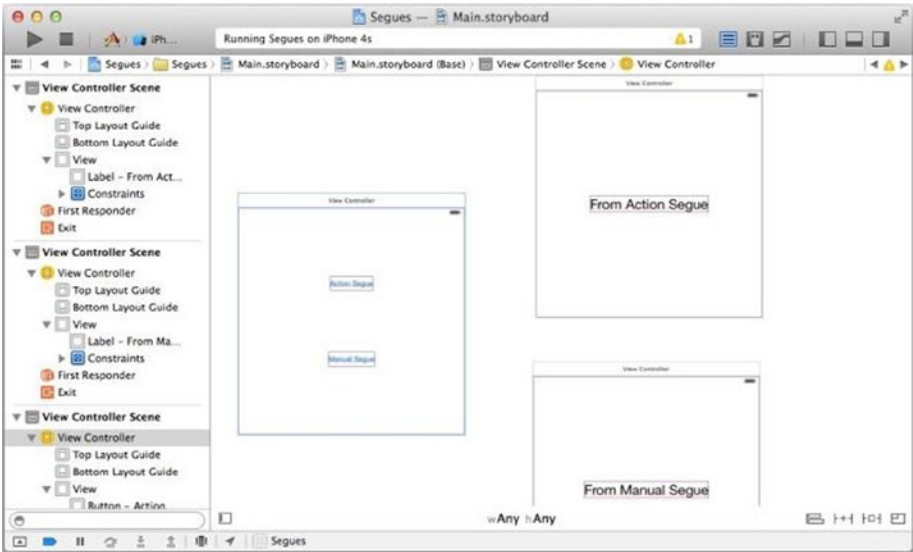 Segues — Main.storyboard
iPh...
Running Segues on iPhone 4s
1
Segues
Segues
Main.storyboard
Main.storyboard (Base)
View Controller Scene
View Controller
View Controller Scene
View Controller
Top Layout Guide
Bottom Layout Guide
View
Label – From Act...
Constraints
First Responder
Exit
View Controller Scene
View Controller
Top Layout Guide
Bottom Layout Guide
View
Label – From Ma...
Constraints
First Responder
Exit
View Controller Scene
View Controller
Top Layout Guide
Bottom Layout Guide
View
Button – Action
View Controller
Action Segue
Manual Segue
View Controller
From Action Segue
View Controller
From Manual Segue
wAny hAny
Segues